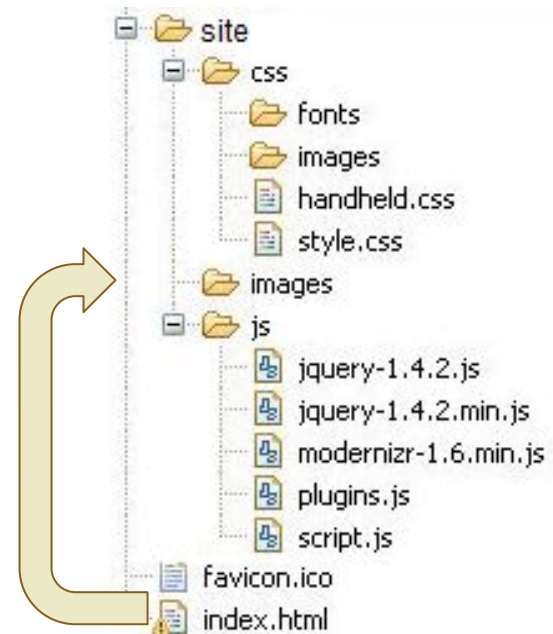 site
css
fonts
images
handheld.css
style.css
images
js
jquery-1.4.2.js
jquery-1.4.2.min.js
modernizr-1.6.min.js
plugins.js
script.js
favicon.ico
index.html